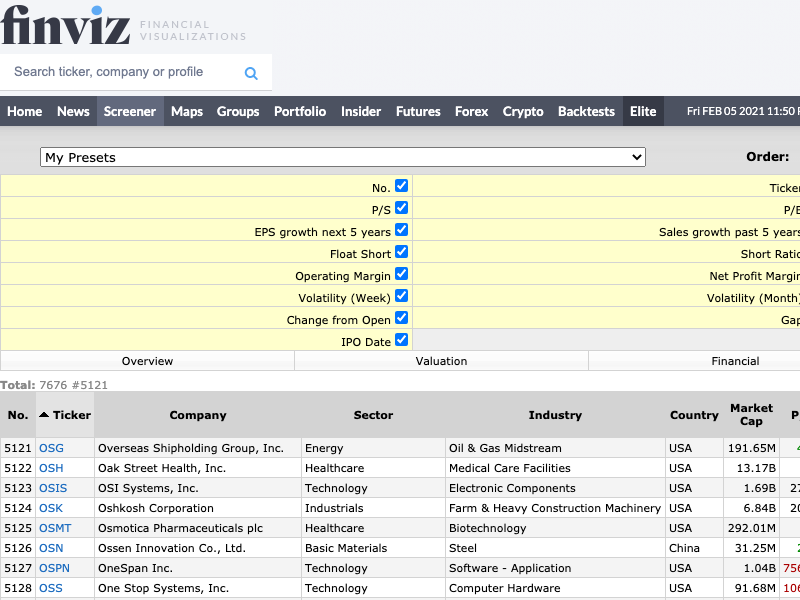 finviz FINANCIAL
VISUALIZATIONS
Search ticker, company or profile
Home News Screener Maps Groups Portfolio Insider Futures Forex Crypto Backtests Elite Fri FEB 05 2021 11:50
My Presets Order:
No. Ticker
P/S P/E
EPS growth next 5 years Sales growth past 5 years
Float Short Short Ratio
Operating Margin Net Profit Margin
Volatility (Week) Volatility (Month)
Change from Open Gap
IPO Date
Overview Valuation Financial
Total: 7676 #5121
No. Ticker Company Sector Industry Country Market Cap
5121 OSG Overseas Shipholding Group, Inc. Energy Oil & Gas Midstream USA 191.65M
5122 OSH Oak Street Health, Inc. Healthcare Medical Care Facilities USA 13.17B
5123 OSIS OSI Systems, Inc. Technology Electronic Components USA 1.69B 27
5124 OSK Oshkosh Corporation Industrials Farm & Heavy Construction Machinery USA 6.84B 20
5125 OSMT Osmotica Pharmaceuticals plc Healthcare Biotechnology USA 292.01M
5126 OSN Ossen Innovation Co., Ltd. Basic Materials Steel China 31.25M
5127 OSPN OneSpan Inc. Technology Software - Application USA 1.04B 756
5128 OSS One Stop Systems, Inc. Technology Computer Hardware USA 91.68M 106